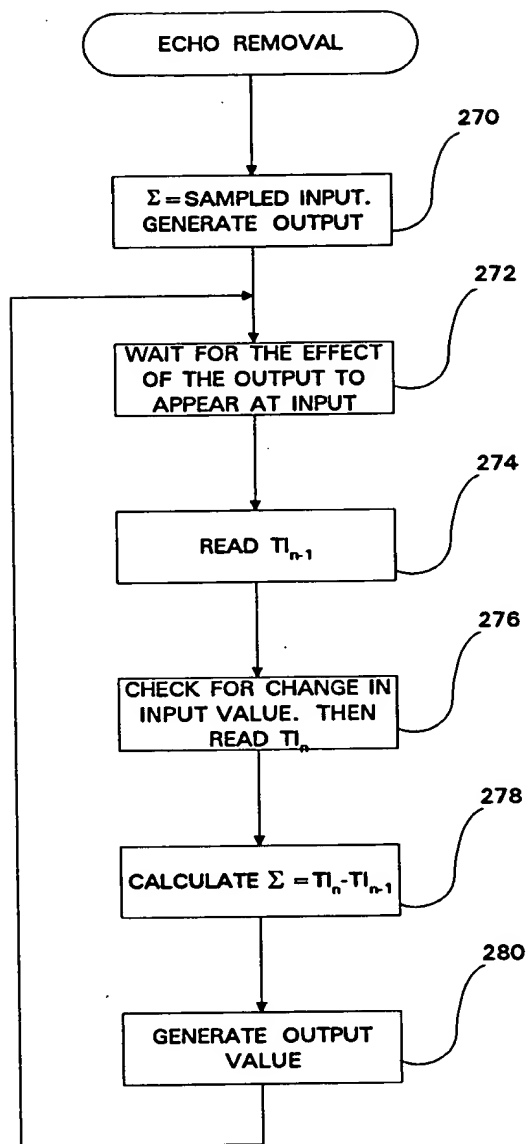 ECHO REMOVAL
270
Σ=SAMPLED INPUT.
GENERATE OUTPUT
272
WAIT FOR THE EFFECT
OF THE OUTPUT TO
APPEAR AT INPUT
274
READ TIₙ₋₁
276
CHECK FOR CHANGE IN
INPUT VALUE. THEN
READ TIₙ
278
CALCULATE Σ=TIₙ-TIₙ₋₁
280
GENERATE OUTPUT
VALUE